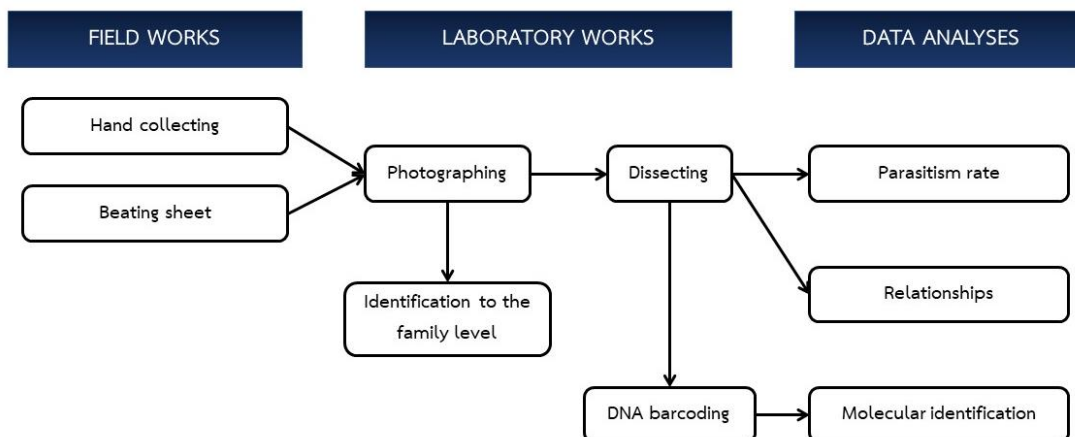 FIELD WORKS
LABORATORY WORKS
DATA ANALYSES
Hand collecting
Beating sheet
Photographing
Dissecting
Parasitism rate
Identification to the
family level
Relationships
DNA barcoding
Molecular identification